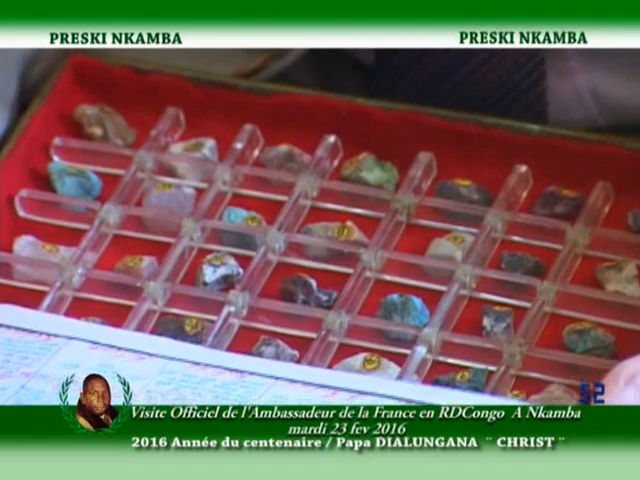 PRESKI NKAMBA
PRESKI NKAMBA
52
Visite Officiel de l'Ambassadeur de la France en RDCongo A Nkamba
mardi 23 fev 2016
2016 Année du centenaire / Papa DIALUNGANA ¨ CHRIST ¨